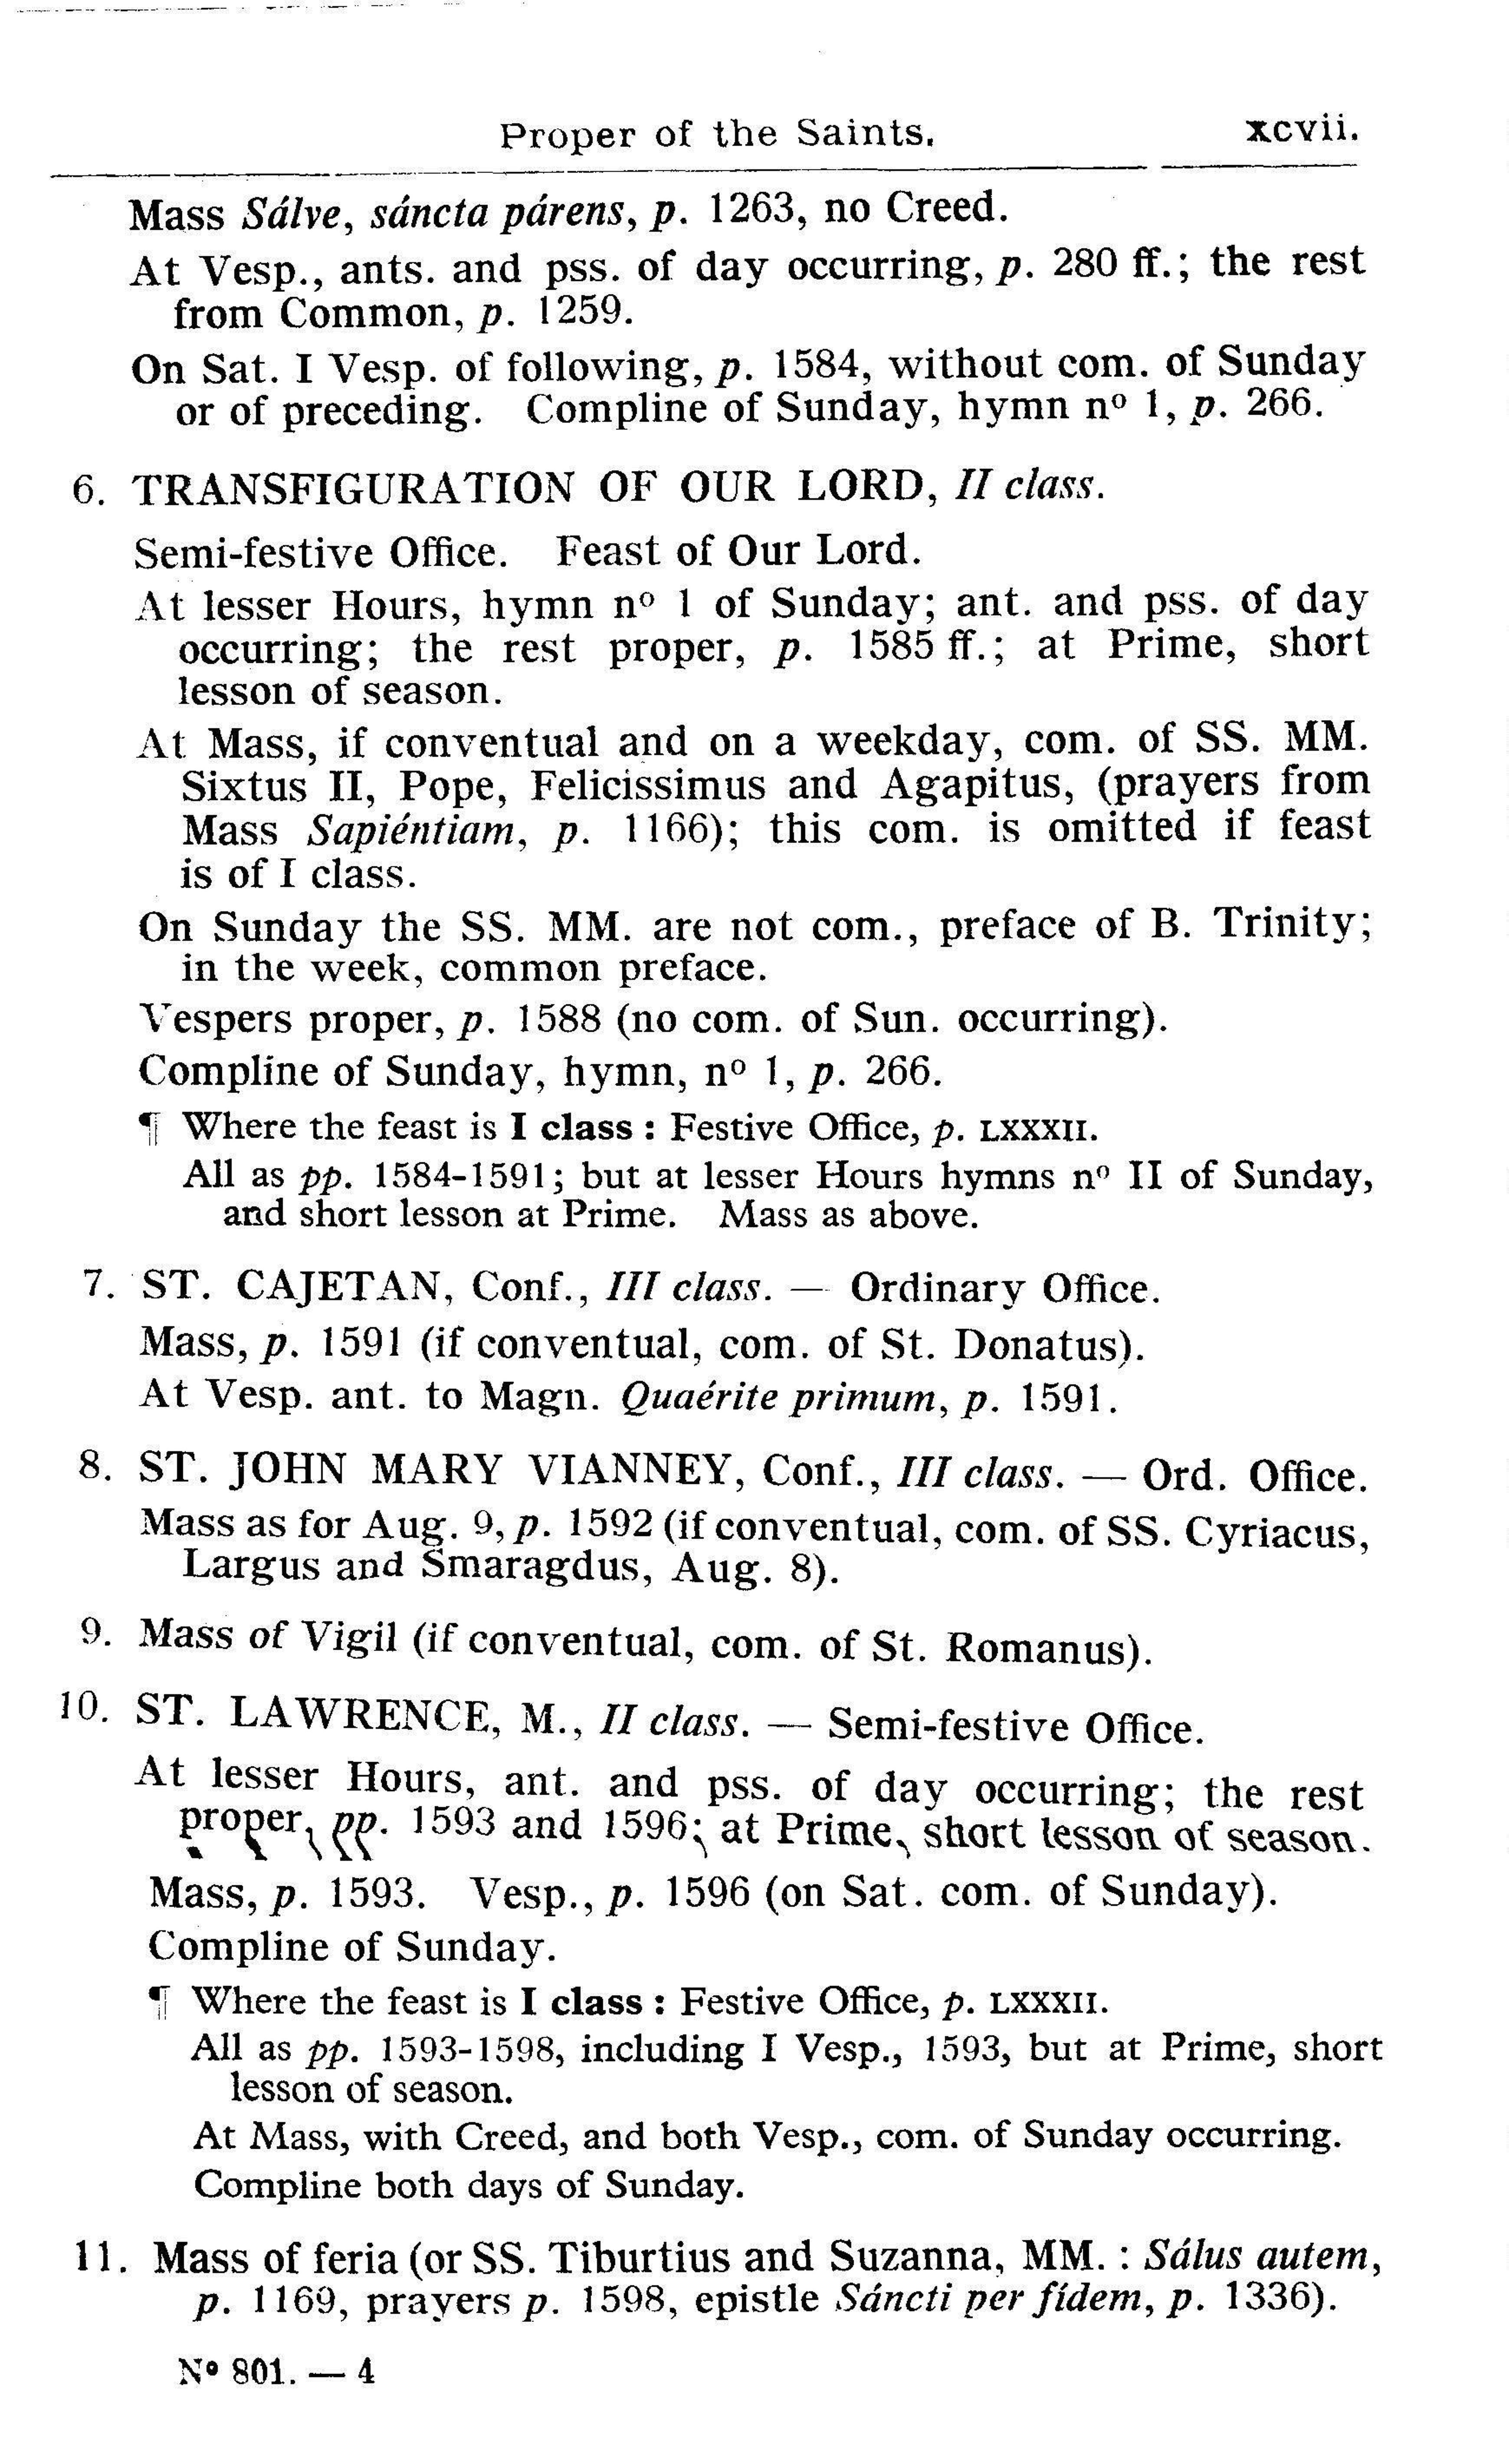 Proper of the Saints. xcvii.
Mass Sálve, sáncta párens, p. 1263, no Creed.
At Vesp., ants. and pss. of day occurring, p. 280 ff.; the rest
from Common, p. 1259.
On Sat. I Vesp. of following, p. 1584, without com. of Sunday
or of preceding. Compline of Sunday, hymn nº 1, p. 266.
6. TRANSFIGURATION OF OUR LORD, II class.
Semi-festive Office. Feast of Our Lord.
At lesser Hours, hymn nº 1 of Sunday; ant. and pss. of day
occurring; the rest proper, p. 1585 ff.; at Prime, short
lesson of season.
At Mass, if conventual and on a weekday, com. of SS. MM.
Sixtus II, Pope, Felicissimus and Agapitus, (prayers from
Mass Sapiéntiam, p. 1166); this com. is omitted if feast
is of I class.
On Sunday the SS. MM. are not com., preface of B. Trinity;
in the week, common preface.
Vespers proper, p. 1588 (no com. of Sun. occurring).
Compline of Sunday, hymn, nº 1, p. 266.
¶ Where the feast is I class : Festive Office, p. LXXXII.
All as pp. 1584-1591; but at lesser Hours hymns nº II of Sunday,
and short lesson at Prime. Mass as above.
7. ST. CAJETAN, Conf., III class. — Ordinary Office.
Mass, p. 1591 (if conventual, com. of St. Donatus).
At Vesp. ant. to Magn. Quaérite primum, p. 1591.
8. ST. JOHN MARY VIANNEY, Conf., III class. — Ord. Office.
Mass as for Aug. 9, p. 1592 (if conventual, com. of SS. Cyriacus,
Largus and Smaragdus, Aug. 8).
9. Mass of Vigil (if conventual, com. of St. Romanus).
10. ST. LAWRENCE, M., II class. — Semi-festive Office.
At lesser Hours, ant. and pss. of day occurring; the rest
proper, pp. 1593 and 1596; at Prime, short lesson of season.
Mass, p. 1593. Vesp., p. 1596 (on Sat. com. of Sunday).
Compline of Sunday.
¶ Where the feast is I class : Festive Office, p. LXXXII.
All as pp. 1593-1598, including I Vesp., 1593, but at Prime, short
lesson of season.
At Mass, with Creed, and both Vesp., com. of Sunday occurring.
Compline both days of Sunday.
11. Mass of feria (or SS. Tiburtius and Suzanna, MM. : Sálus autem,
p. 1169, prayers p. 1598, epistle Sáncti per fídem, p. 1336).
Nº 801. — 4